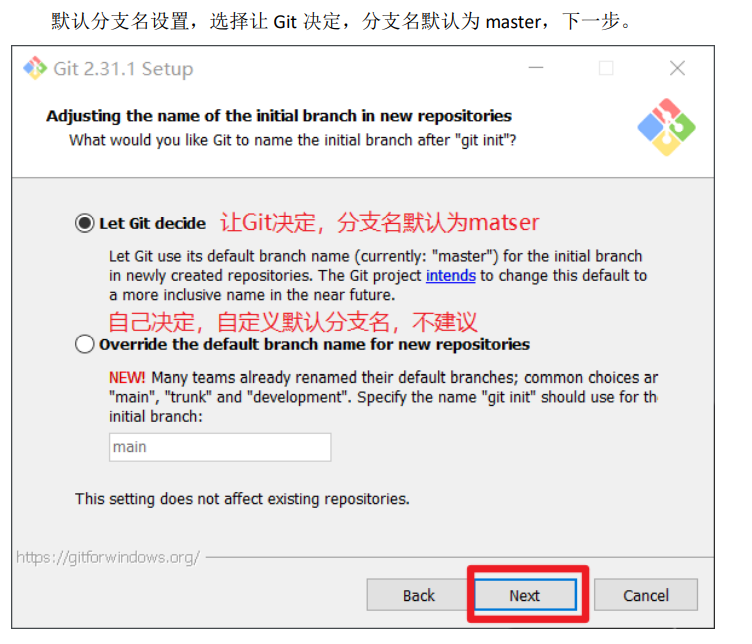 默认分支名设置，选择让 Git 决定，分支名默认为 master，下一步。
Git 2.31.1 Setup
Adjusting the name of the initial branch in new repositories
What would you like Git to name the initial branch after "git init"?
Let Git decide 让Git决定，分支名默认为matser
Let Git use its default branch name (currently: "master") for the initial branch
in newly created repositories. The Git project intends to change this default to
a more inclusive name in the near future.
自己决定，自定义默认分支名，不建议
Override the default branch name for new repositories
NEW! Many teams already renamed their default branches; common choices ar
"main", "trunk" and "development". Specify the name "git init" should use for the
initial branch:
main
This setting does not affect existing repositories.
https://gitforwindows.org/
Back Next Cancel